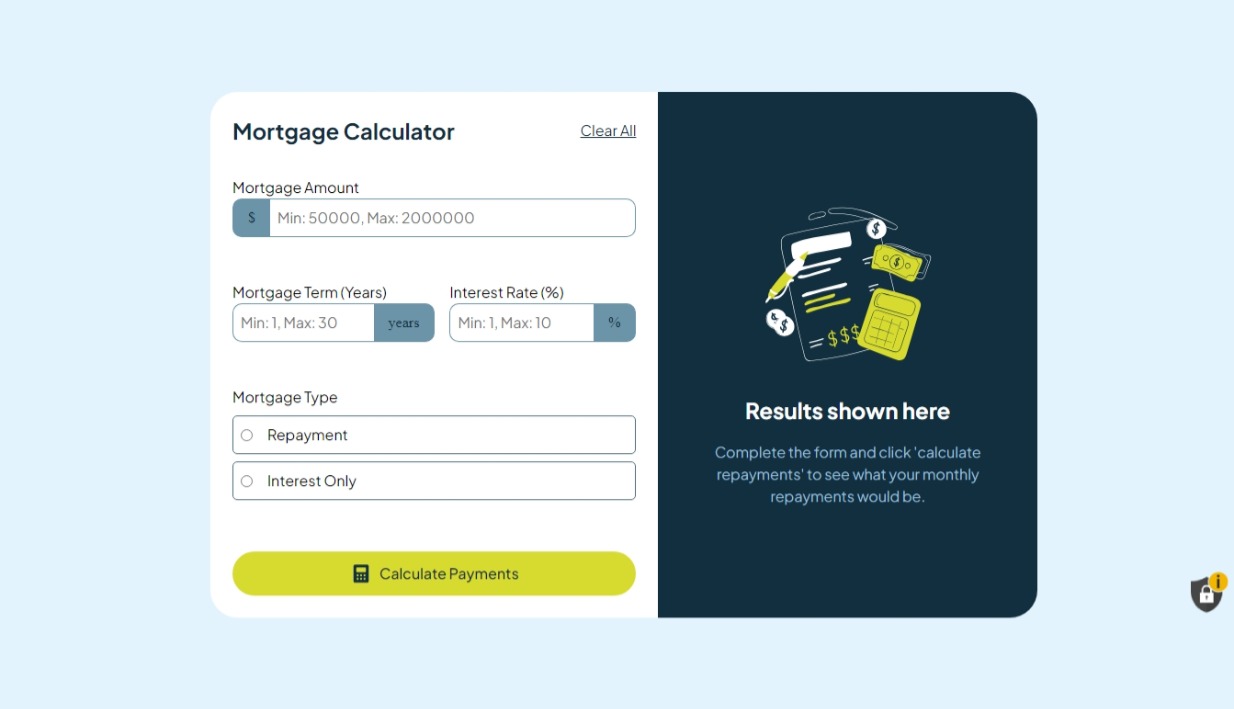 Mortgage Calculator
Clear All
Mortgage Amount
$ Min: 50000, Max: 2000000
Mortgage Term (Years)
Min: 1, Max: 30 years
Interest Rate (%)
Min: 1, Max: 10 %
Mortgage Type
Repayment
Interest Only
Calculate Payments
$
$
$ $
$$$
Results shown here
Complete the form and click 'calculate
repayments' to see what your monthly
repayments would be.
i